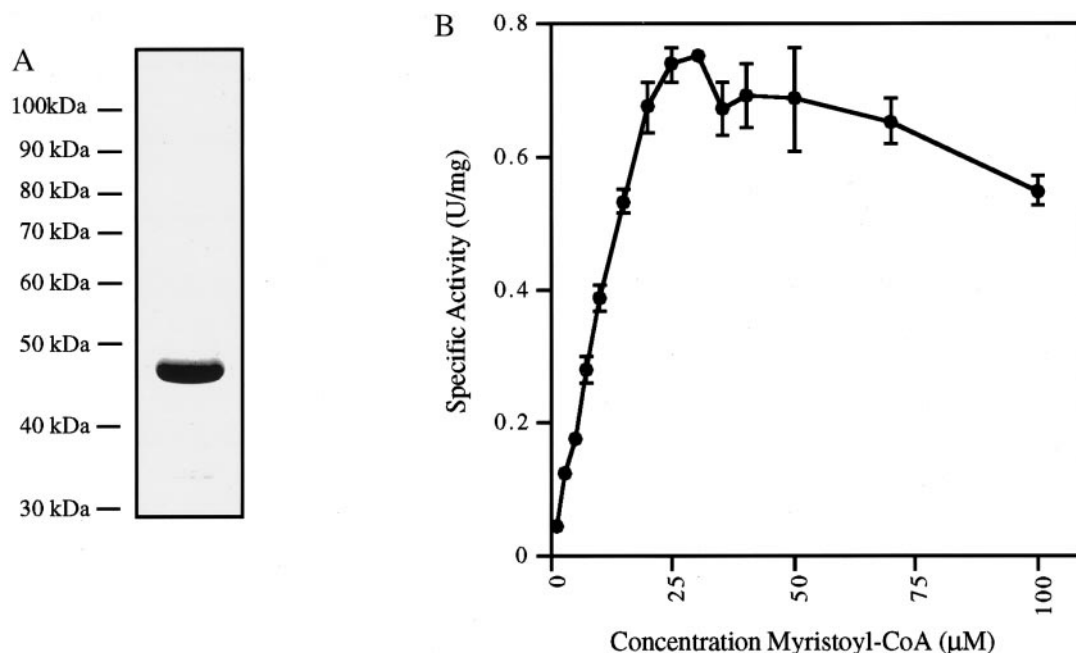 A
100kDa
90 kDa
80 kDa
70 kDa
60 kDa
50 kDa
40 kDa
30 kDa
B
0.8
0.6
0.4
0.2
0
Specific Activity (U/mg)
0
25
50
75
100
Concentration Myristoyl-CoA (μM)